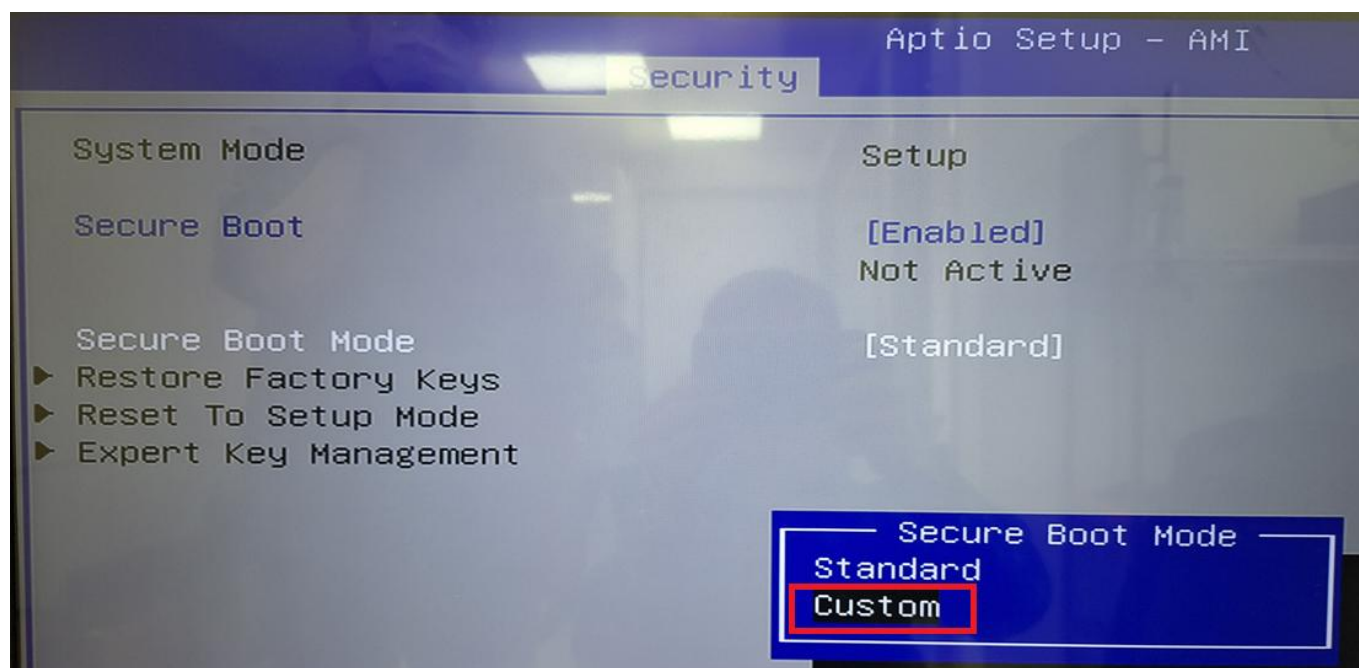 Aptio Setup – AMI
Security
System Mode Setup
Secure Boot [Enabled]
Not Active
Secure Boot Mode [Standard]
Restore Factory Keys
Reset To Setup Mode
Expert Key Management
Secure Boot Mode
Standard
Custom